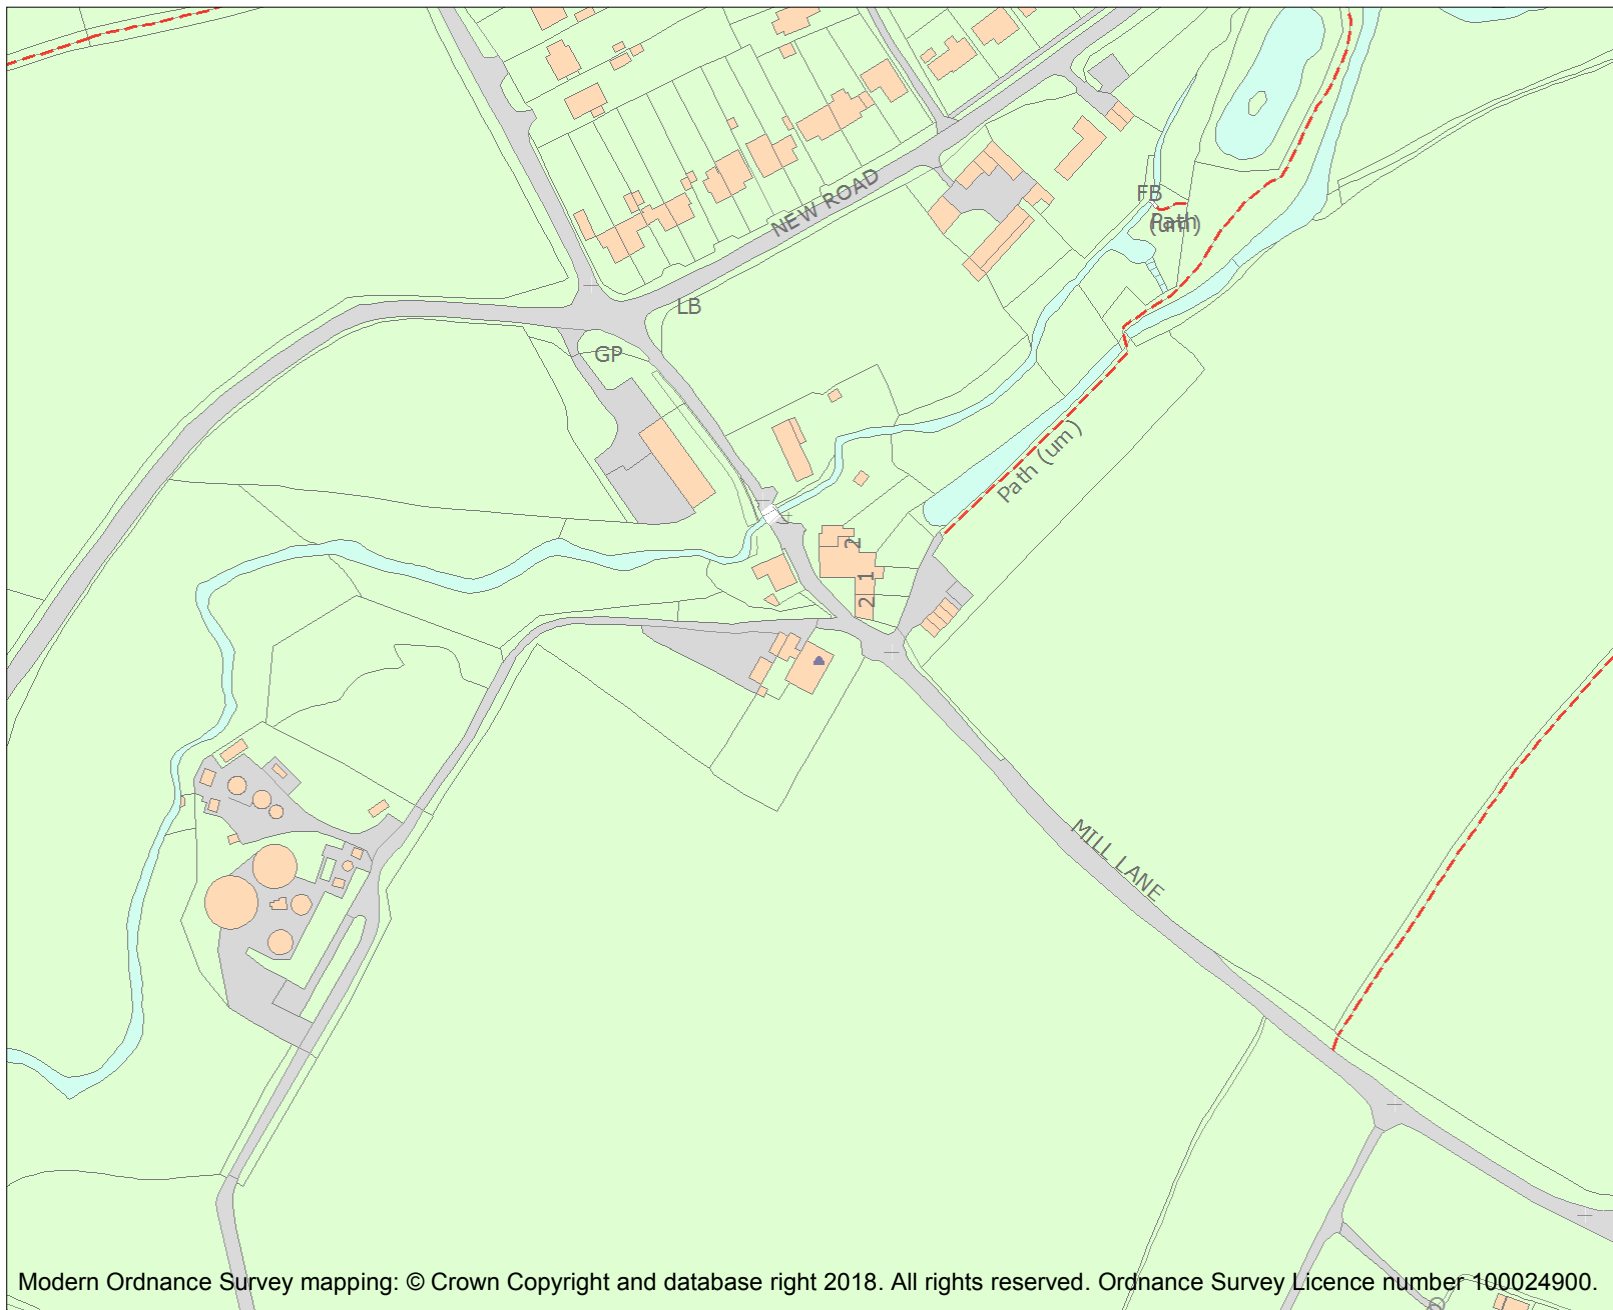 FB
Path
(um)
NEW ROAD
LB
GP
Path (um)
2
1
2
MILL LANE
Modern Ordnance Survey mapping: © Crown Copyright and database right 2018. All rights reserved. Ordnance Survey Licence number 100024900.